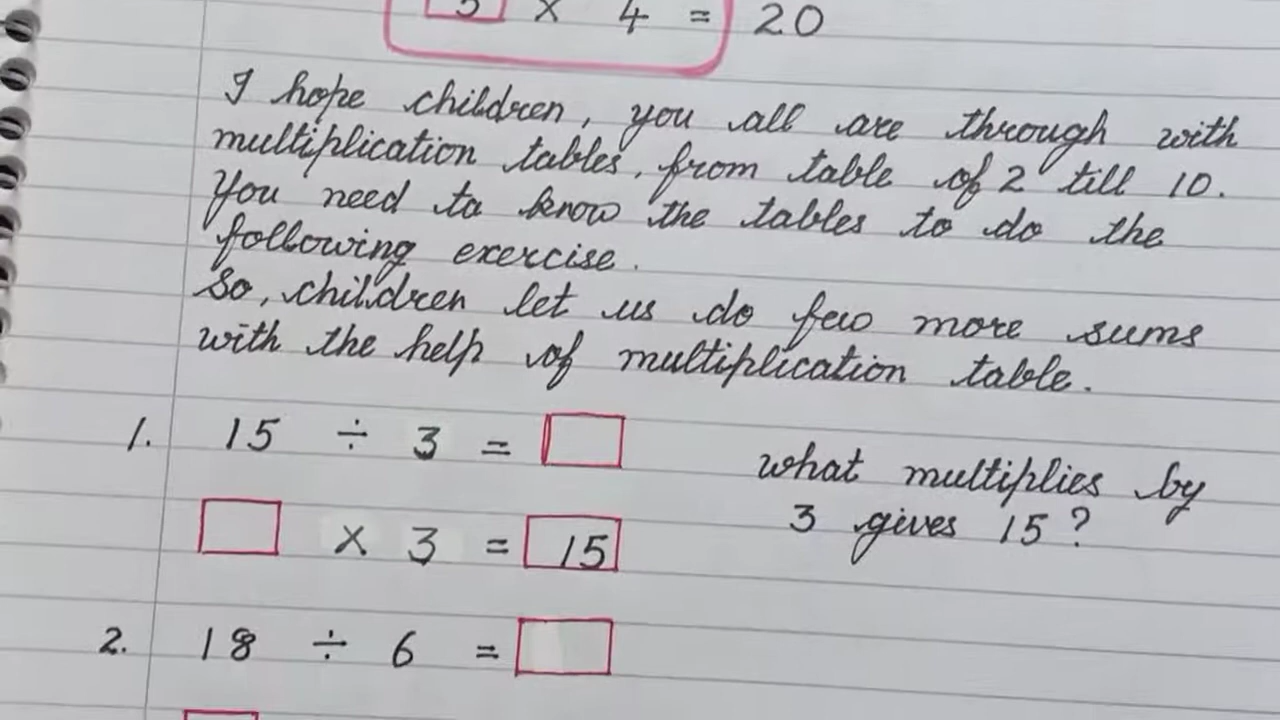 5 × 4 = 20
I hope children, you all are through with
multiplication tables, from table of 2 till 10.
You need to know the tables to do the
following exercise.
So, children let us do few more sums
with the help of multiplication table.
1. 15 ÷ 3 =
what multiplies by
3 gives 15?
× 3 = 15
2. 18 ÷ 6 =